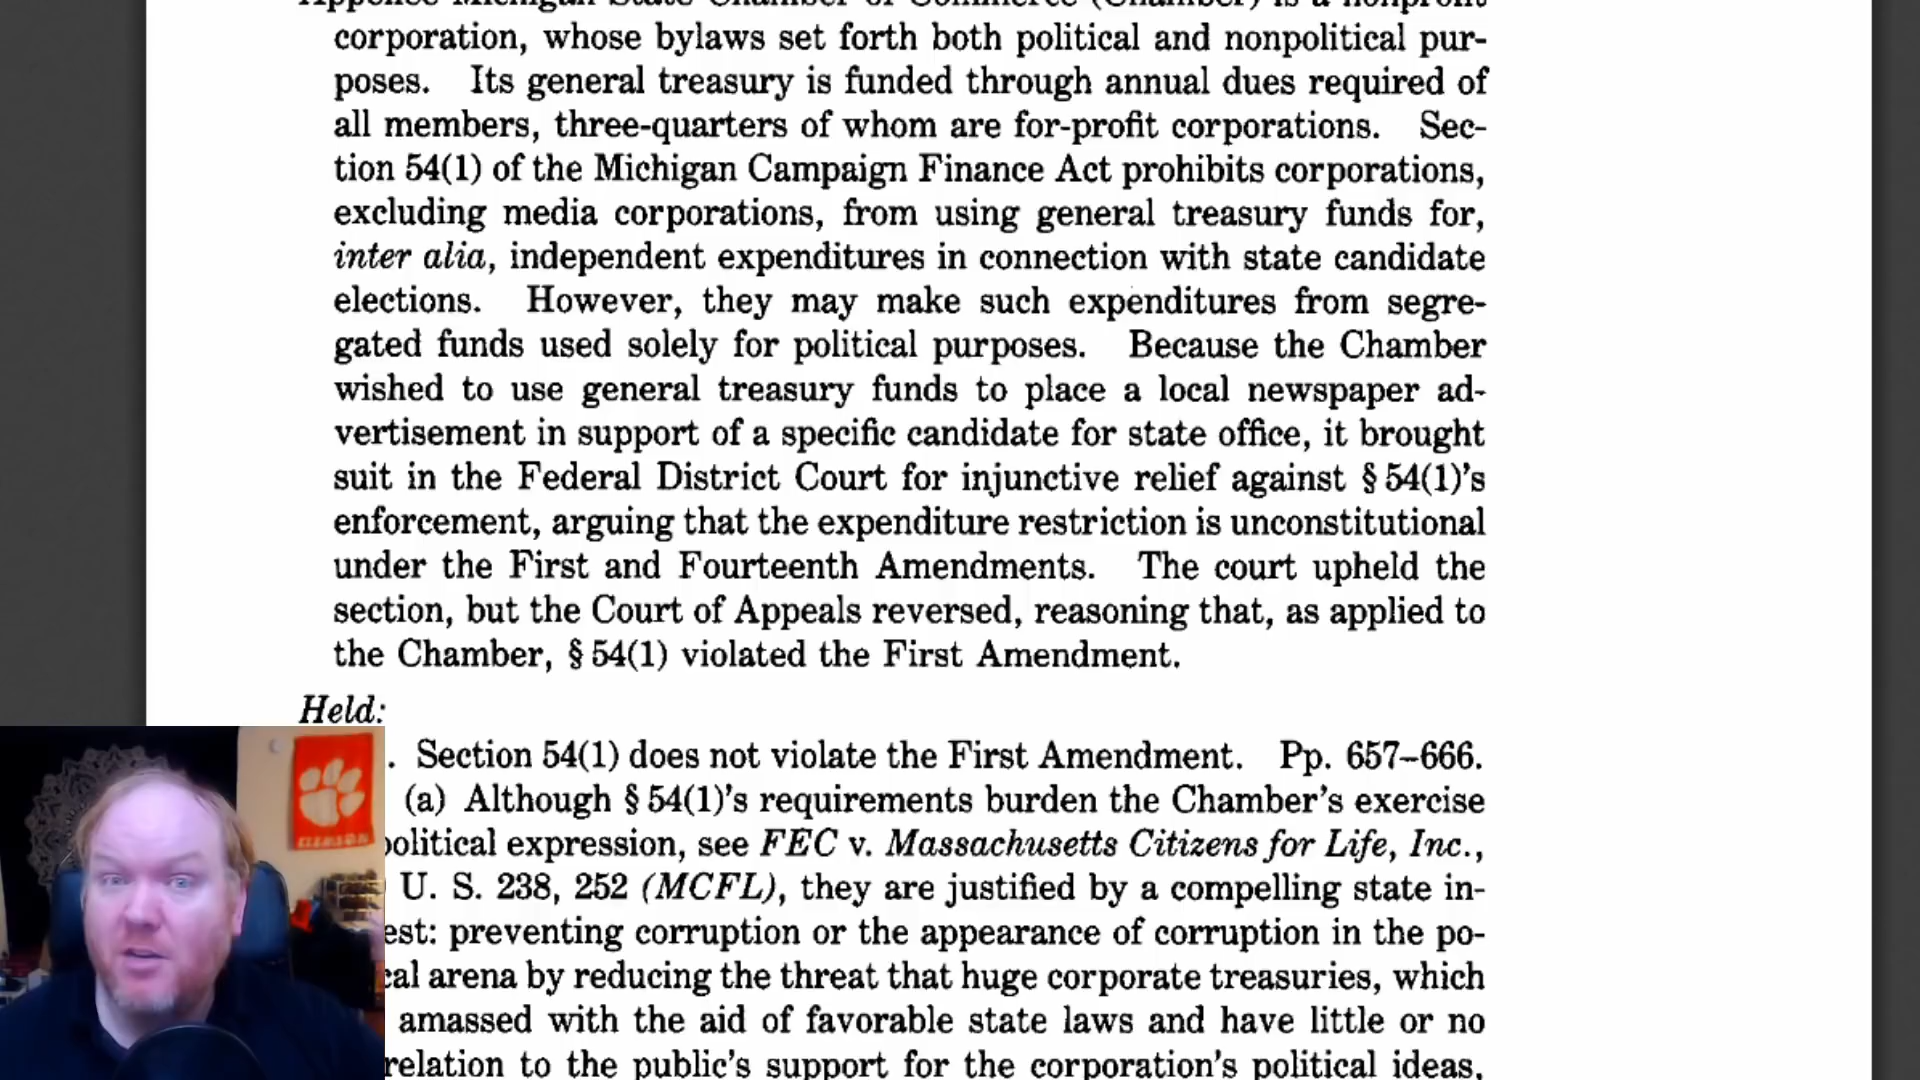 Appellee Michigan State Chamber of Commerce (Chamber) is a nonprofit
corporation, whose bylaws set forth both political and nonpolitical pur-
poses. Its general treasury is funded through annual dues required of
all members, three-quarters of whom are for-profit corporations. Sec-
tion 54(1) of the Michigan Campaign Finance Act prohibits corporations,
excluding media corporations, from using general treasury funds for,
inter alia, independent expenditures in connection with state candidate
elections. However, they may make such expenditures from segre-
gated funds used solely for political purposes. Because the Chamber
wished to use general treasury funds to place a local newspaper ad-
vertisement in support of a specific candidate for state office, it brought
suit in the Federal District Court for injunctive relief against § 54(1)'s
enforcement, arguing that the expenditure restriction is unconstitutional
under the First and Fourteenth Amendments. The court upheld the
section, but the Court of Appeals reversed, reasoning that, as applied to
the Chamber, § 54(1) violated the First Amendment.
Held:
. Section 54(1) does not violate the First Amendment. Pp. 657–666.
(a) Although § 54(1)'s requirements burden the Chamber's exercise
political expression, see FEC v. Massachusetts Citizens for Life, Inc.,
U. S. 238, 252 (MCFL), they are justified by a compelling state in-
est: preventing corruption or the appearance of corruption in the po-
cal arena by reducing the threat that huge corporate treasuries, which
amassed with the aid of favorable state laws and have little or no
relation to the public's support for the corporation's political ideas,
CLEMSON